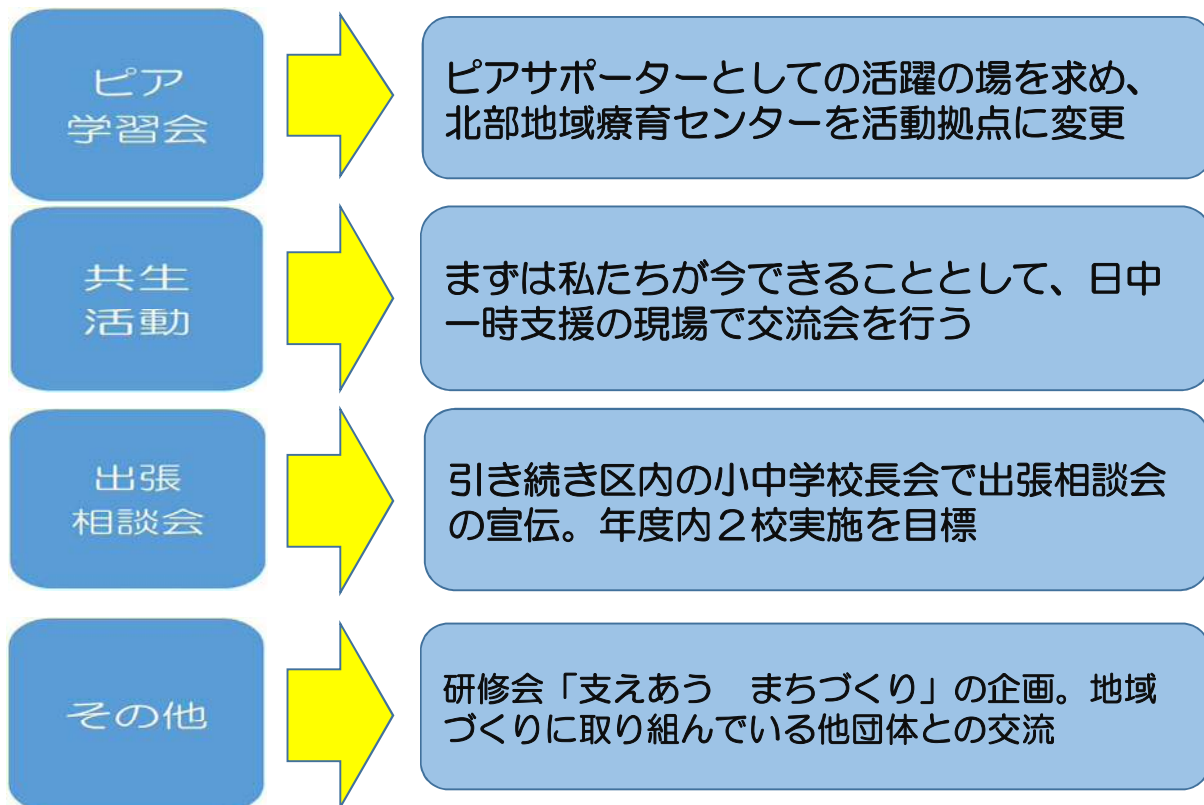 ピア
学習会
ピアサポーターとしての活躍の場を求め、
北部地域療育センターを活動拠点に変更
共生
活動
まずは私たちが今できることとして、日中
一時支援の現場で交流会を行う
出張
相談会
引き続き区内の小中学校長会で出張相談会
の宣伝。年度内２校実施を目標
その他
研修会「支えあう　まちづくり」の企画。地域
づくりに取り組んでいる他団体との交流